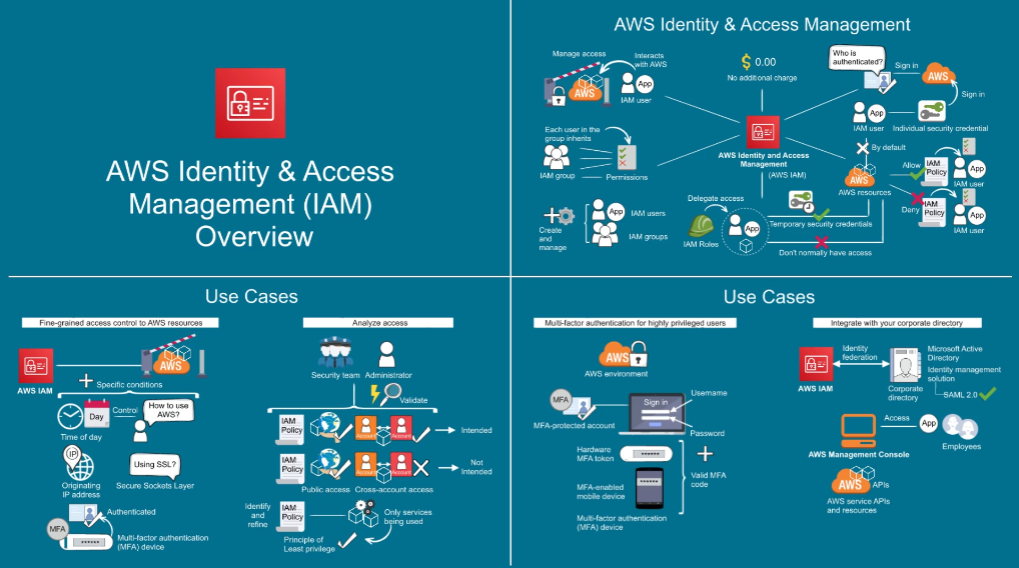 AWS Identity & Access
Management (IAM)
Overview
AWS Identity & Access Management
Manage access
Interacts
with AWS
AWS
App
IAM user
$ 0.00
No additional charge
Who is
authenticated?
Sign in
AWS
Sign in
App
IAM user
Individual security credential
Each user in the
group inherits
IAM group
Permissions
AWS Identity and Access
Management
(AWS IAM)
By default
AWS
AWS resources
Allow
IAM
Policy
App
IAM user
Deny
IAM
Policy
App
IAM user
Create
and
manage
App
IAM users
IAM groups
Delegate access
IAM Roles
App
Temporary security credentials
Don't normally have access
Use Cases
Fine-grained access control to AWS resources
AWS IAM
AWS
Specific conditions
Day
Control
How to use
AWS?
Time of day
IP
Using SSL?
Originating
IP address
Secure Sockets Layer
Authenticated
MFA
Multi-factor authentication
(MFA) device
Analyze access
Security team
Administrator
Validate
IAM
Policy
Intended
IAM
Policy
Not
Intended
Public access
Cross-account access
Identify
and
refine
IAM
Policy
Only services
being used
Principle of
Least privilege
Use Cases
Multi-factor authentication for highly privileged users
AWS
AWS environment
MFA
MFA-protected account
Sign in
Username
Password
Hardware
MFA token
MFA-enabled
mobile device
Valid MFA
code
Multi-factor authentication
(MFA) device
Integrate with your corporate directory
AWS IAM
Identity
federation
Corporate
directory
Microsoft Active
Directory
Identity management
solution
SAML 2.0
AWS Management Console
Access
App
Employees
AWS
APIs
AWS service APIs
and resources